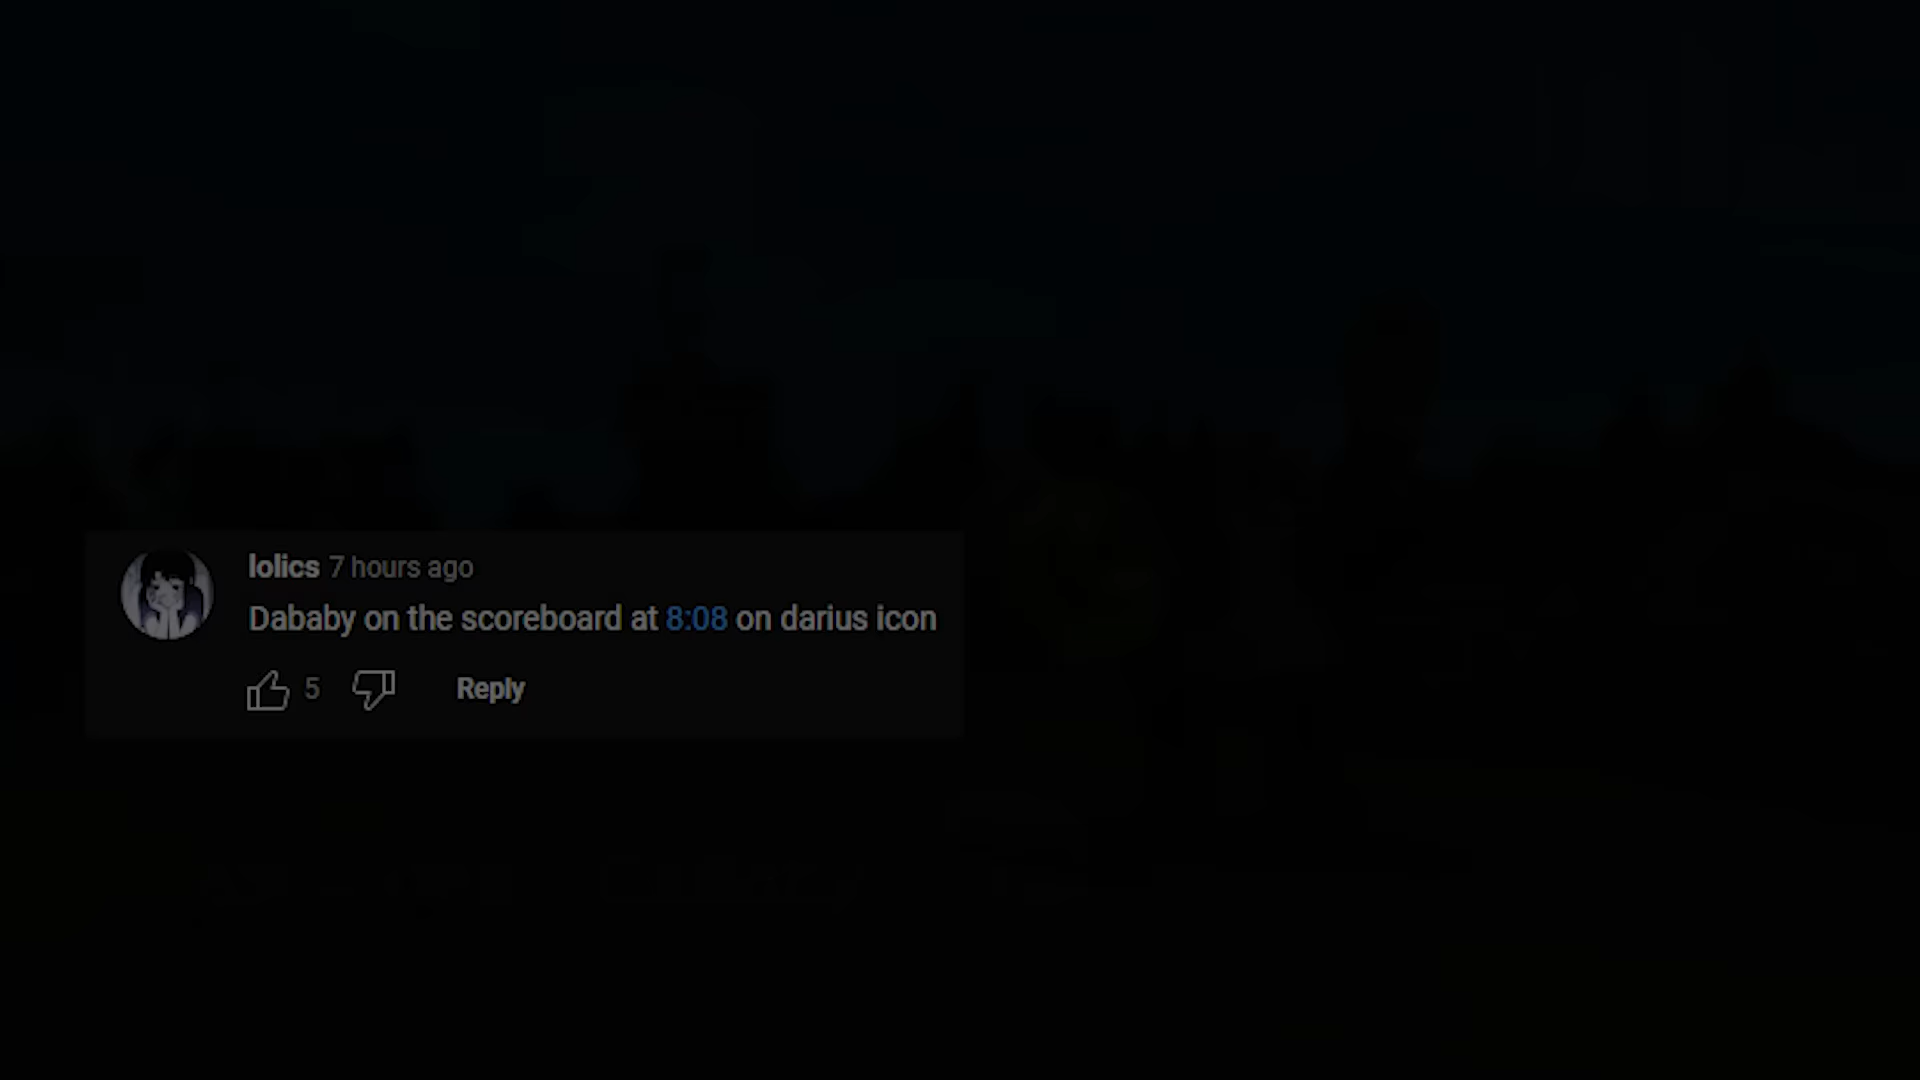 lolics 7 hours ago
Dababy on the scoreboard at 8:08 on darius icon
5 Reply